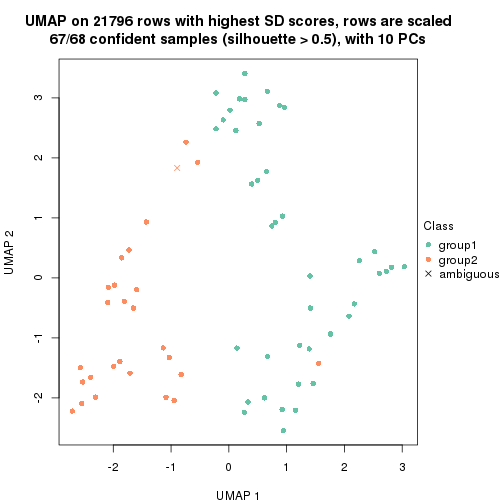 UMAP on 21796 rows with highest SD scores, rows are scaled
67/68 confident samples (silhouette > 0.5), with 10 PCs
3
2
1
0
-1
-2
UMAP 2
-2
-1
0
1
2
3
UMAP 1
Class
group1
group2
ambiguous